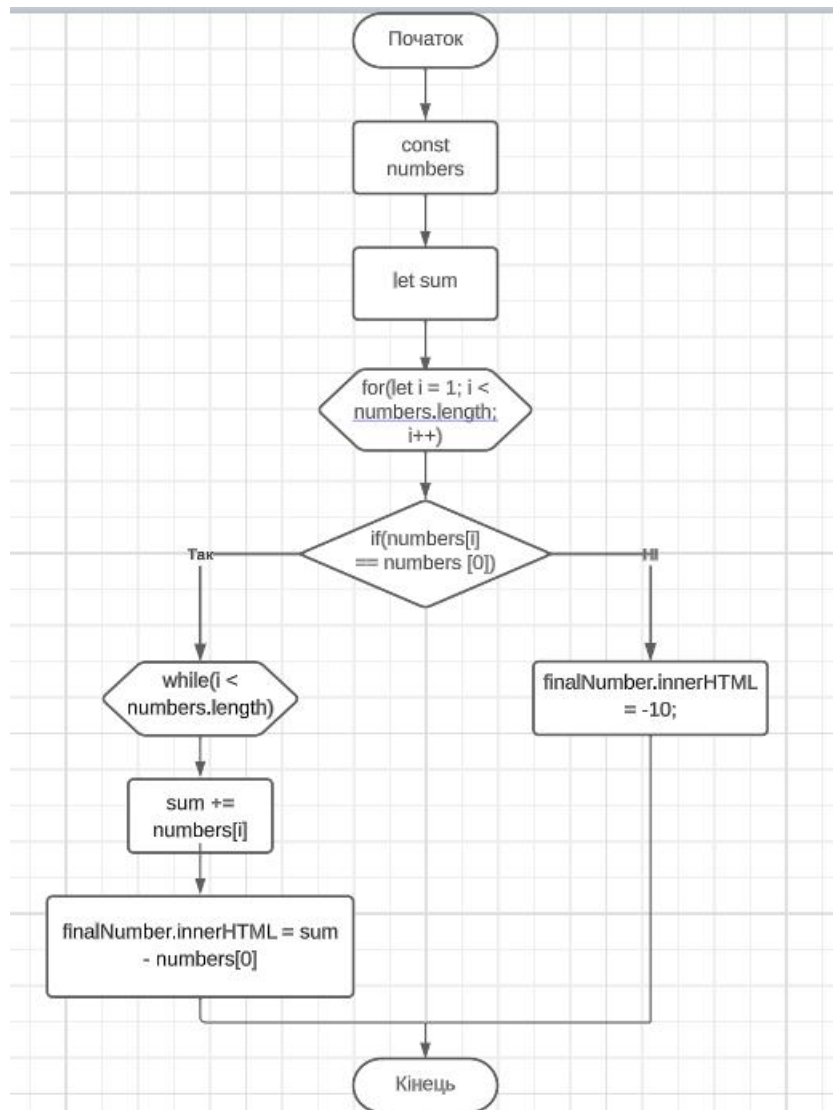 Початок
const
numbers
let sum
for(let i = 1; i <
numbers.length;
i++)
if(numbers[i]
== numbers [0])
Так
НІ
while(i <
numbers.length)
finalNumber.innerHTML
= -10;
sum +=
numbers[i]
finalNumber.innerHTML = sum
- numbers[0]
Кінець